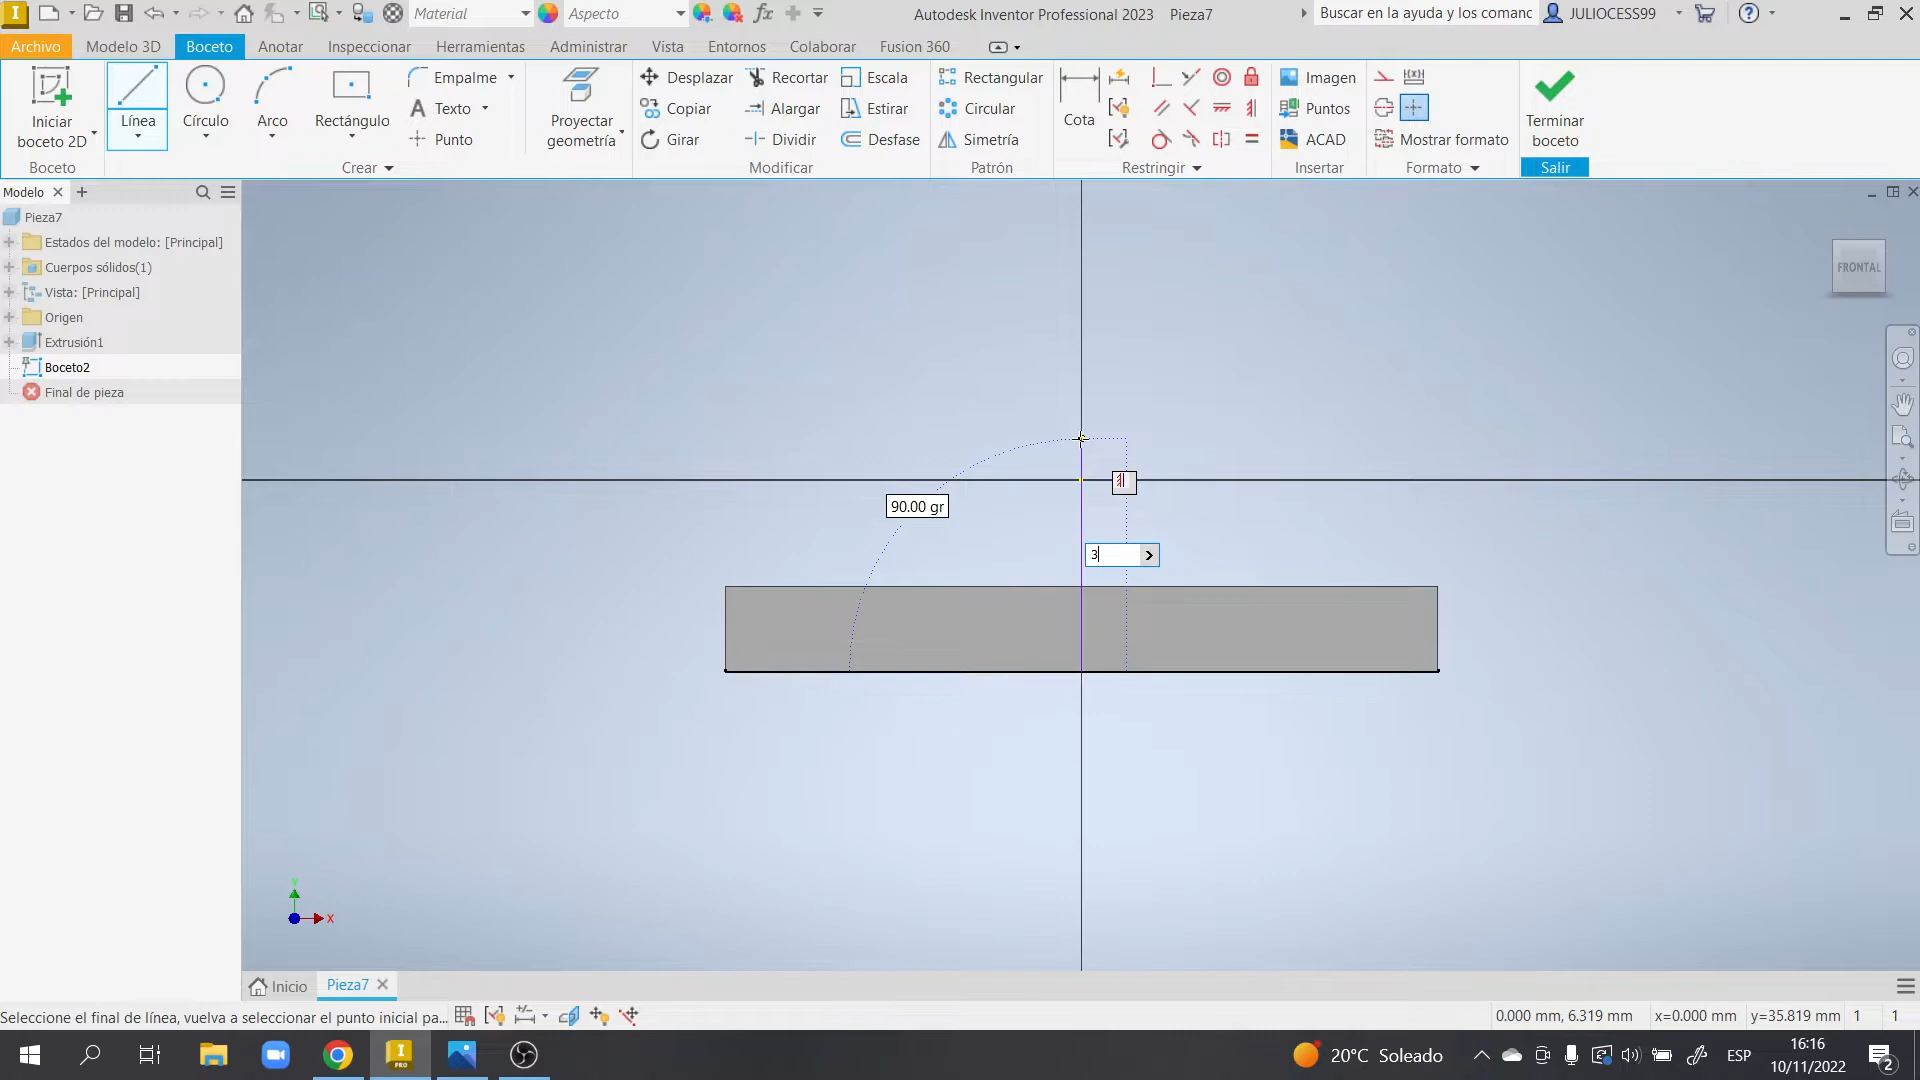 I Material Aspecto fx Autodesk Inventor Professional 2023 Pieza7 Buscar en la ayuda y los comanc JULIOCESS99 ?
Archivo Modelo 3D Boceto Anotar Inspeccionar Herramientas Administrar Vista Entornos Colaborar Fusion 360
Iniciar boceto 2D
Línea
Círculo
Arco
Rectángulo
Empalme
A Texto
Punto
Proyectar geometría
Desplazar
Copiar
Girar
Recortar
Alargar
Dividir
Escala
Estirar
Desfase
Rectangular
Circular
Simetría
Cota
Imagen
Puntos
ACAD
Mostrar formato
Terminar boceto
Boceto Crear Modificar Patrón Restringir Insertar Formato Salir
Modelo
Pieza7
Estados del modelo: [Principal]
Cuerpos sólidos(1)
Vista: [Principal]
Origen
Extrusión1
Boceto2
Final de pieza
FRONTAL
90.00 gr
3
Y
X
Inicio Pieza7
Seleccione el final de línea, vuelva a seleccionar el punto inicial pa...
0.000 mm, 6.319 mm x=0.000 mm y=35.819 mm 1 1
I PRO
20°C Soleado
ESP
16:16
10/11/2022
2